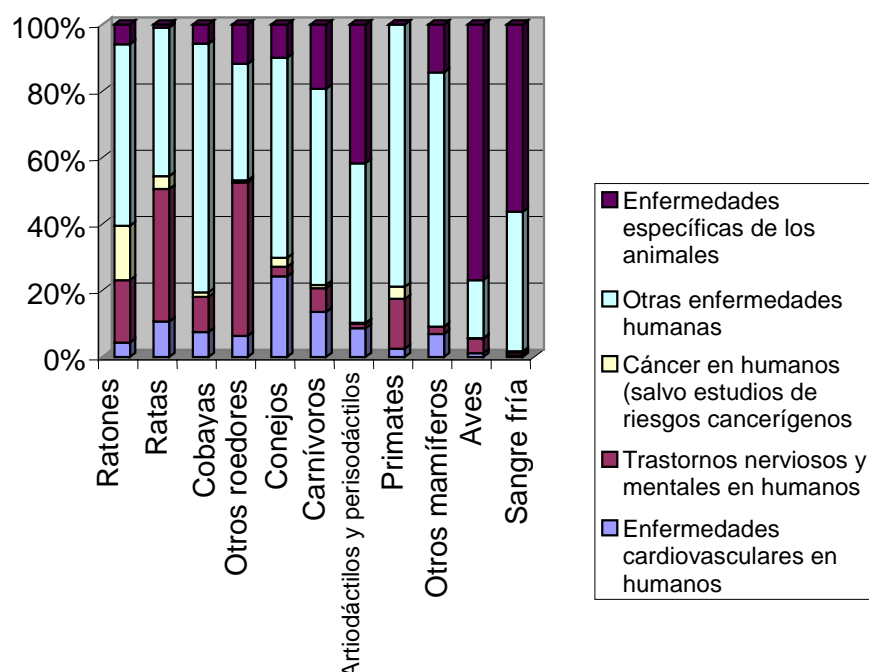 100%
80%
60%
40%
20%
0%
Ratones
Ratas
Cobayas
Otros roedores
Conejos
Carnívoros
Artiodáctilos y perisodáctilos
Primates
Otros mamíferos
Aves
Sangre fría
Enfermedades
específicas de los
animales
Otras enfermedades
humanas
Cáncer en humanos
(salvo estudios de
riesgos cancerígenos
Trastornos nerviosos y
mentales en humanos
Enfermedades
cardiovasculares en
humanos